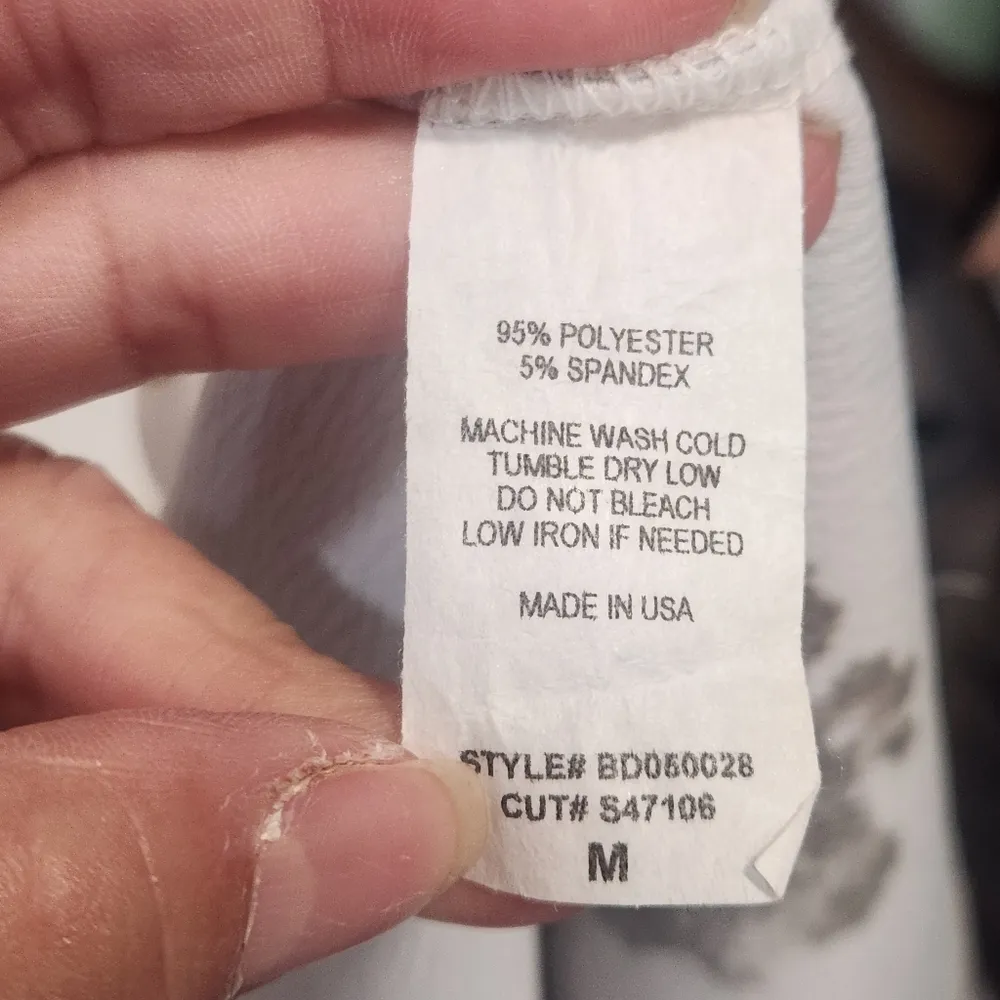 95% POLYESTER
5% SPANDEX
MACHINE WASH COLD
TUMBLE DRY LOW
DO NOT BLEACH
LOW IRON IF NEEDED
MADE IN USA
STYLE# BD050028
CUT# S47106
M